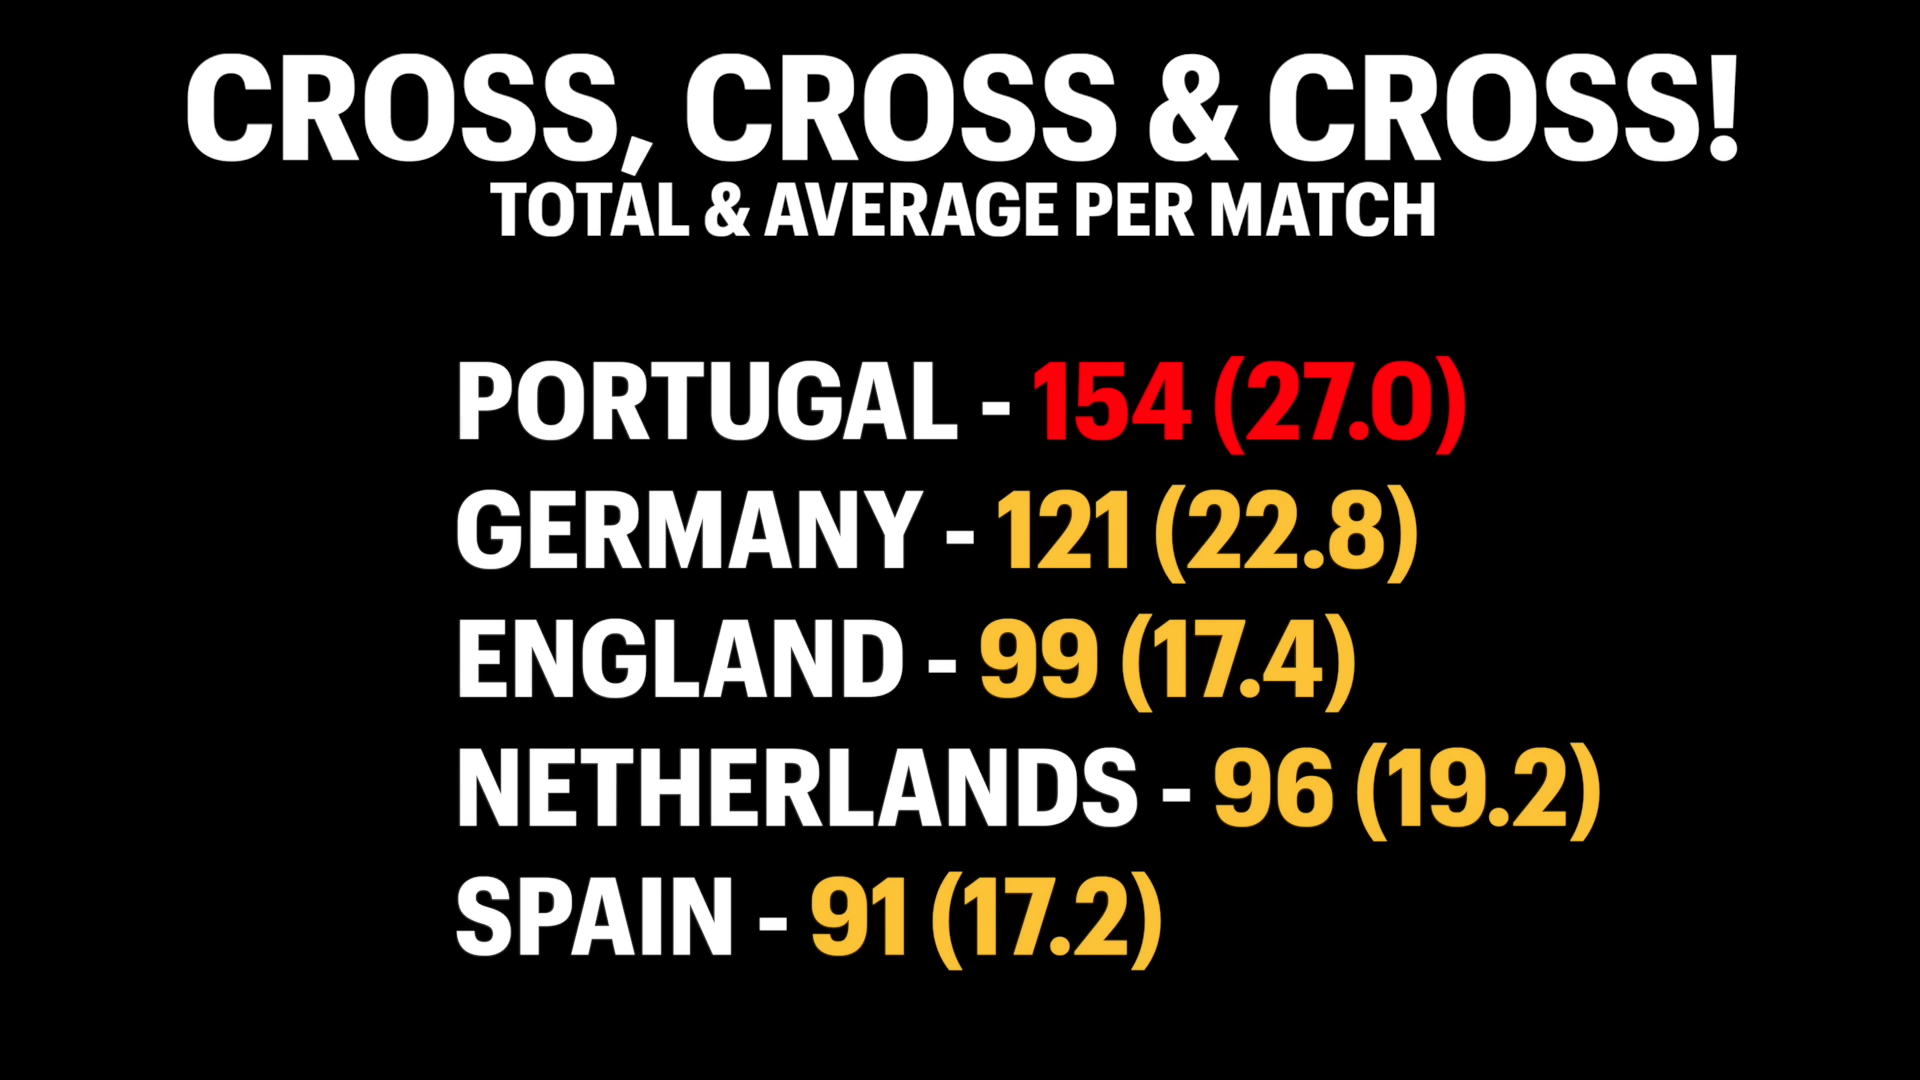 CROSS, CROSS & CROSS!
TOTAL & AVERAGE PER MATCH
PORTUGAL - 154 (27.0)
GERMANY - 121 (22.8)
ENGLAND - 99 (17.4)
NETHERLANDS - 96 (19.2)
SPAIN - 91 (17.2)